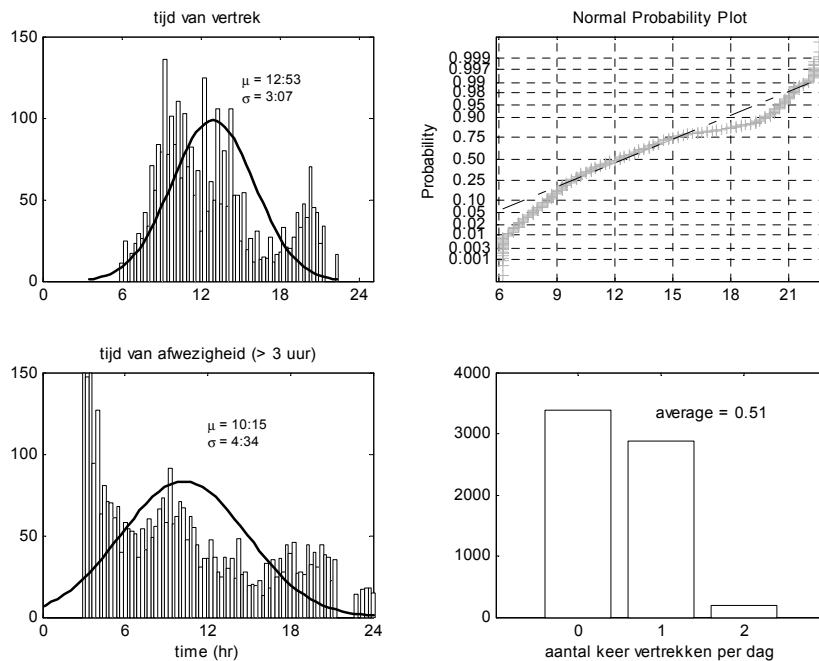 tijd van vertrek
150
μ = 12:53
σ = 3:07
100
50
0
0 6 12 18 24
Normal Probability Plot
Probability
0.999
0.997
0.99
0.98
0.95
0.90
0.75
0.50
0.25
0.10
0.05
0.02
0.01
0.003
0.001
6 9 12 15 18 21
tijd van afwezigheid (> 3 uur)
150
μ = 10:15
σ = 4:34
100
50
0
0 6 12 18 24
time (hr)
4000
average = 0.51
3000
2000
1000
0
0 1 2
aantal keer vertrekken per dag